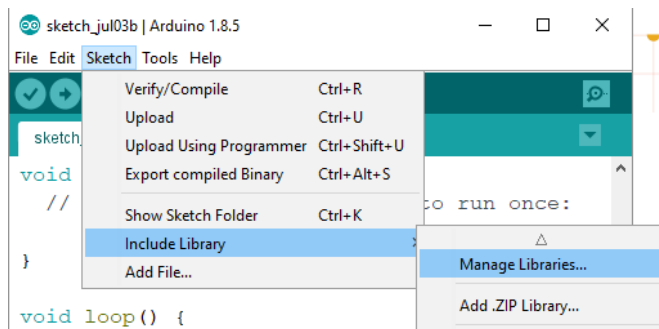 sketch_jul03b | Arduino 1.8.5
File Edit Sketch Tools Help
Verify/Compile Ctrl+R
Upload Ctrl+U
sketch
Upload Using Programmer Ctrl+Shift+U
void
Export compiled Binary Ctrl+Alt+S
// to run once:
Show Sketch Folder Ctrl+K
Include Library
}
Add File...
Manage Libraries...
Add .ZIP Library...
void loop() {